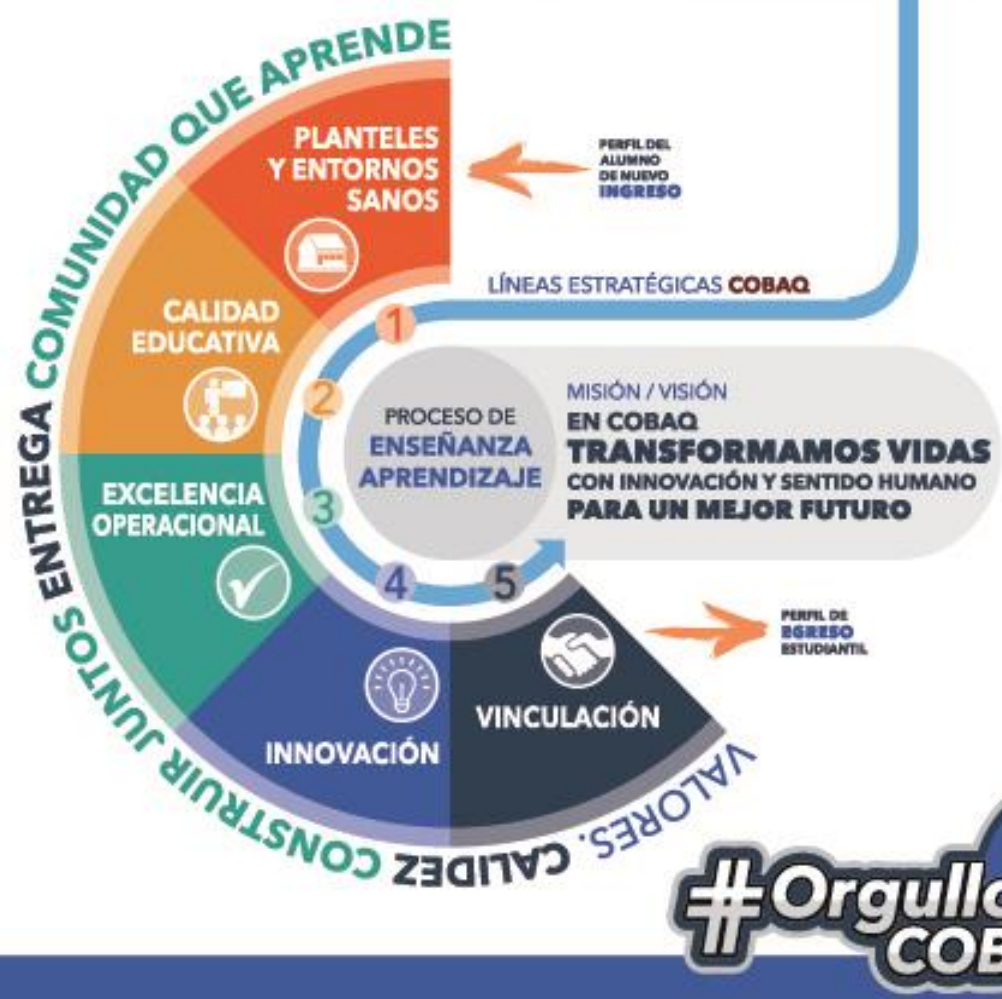 VALORES. CALIDEZ CONSTRUIR JUNTOS ENTREGA COMUNIDAD QUE APRENDE
PLANTELES
Y ENTORNOS
SANOS
PERFIL DEL
ALUMNO
DE NUEVO
INGRESO
LÍNEAS ESTRATÉGICAS COBAQ
CALIDAD
EDUCATIVA
1
2
3
4
5
PROCESO DE
ENSEÑANZA
APRENDIZAJE
MISIÓN / VISIÓN
EN COBAQ
TRANSFORMAMOS VIDAS
CON INNOVACIÓN Y SENTIDO HUMANO
PARA UN MEJOR FUTURO
EXCELENCIA
OPERACIONAL
INNOVACIÓN
VINCULACIÓN
PERFIL DE
EGRESO
ESTUDIANTIL
#Orgullo
COB